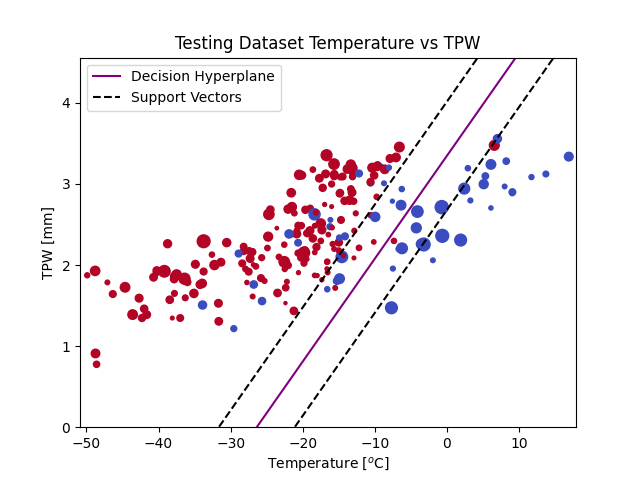 Testing Dataset Temperature vs TPW
Decision Hyperplane
Support Vectors
TPW [mm]
4
3
2
1
0
−50 −40 −30 −20 −10 0 10
Temperature [°C]